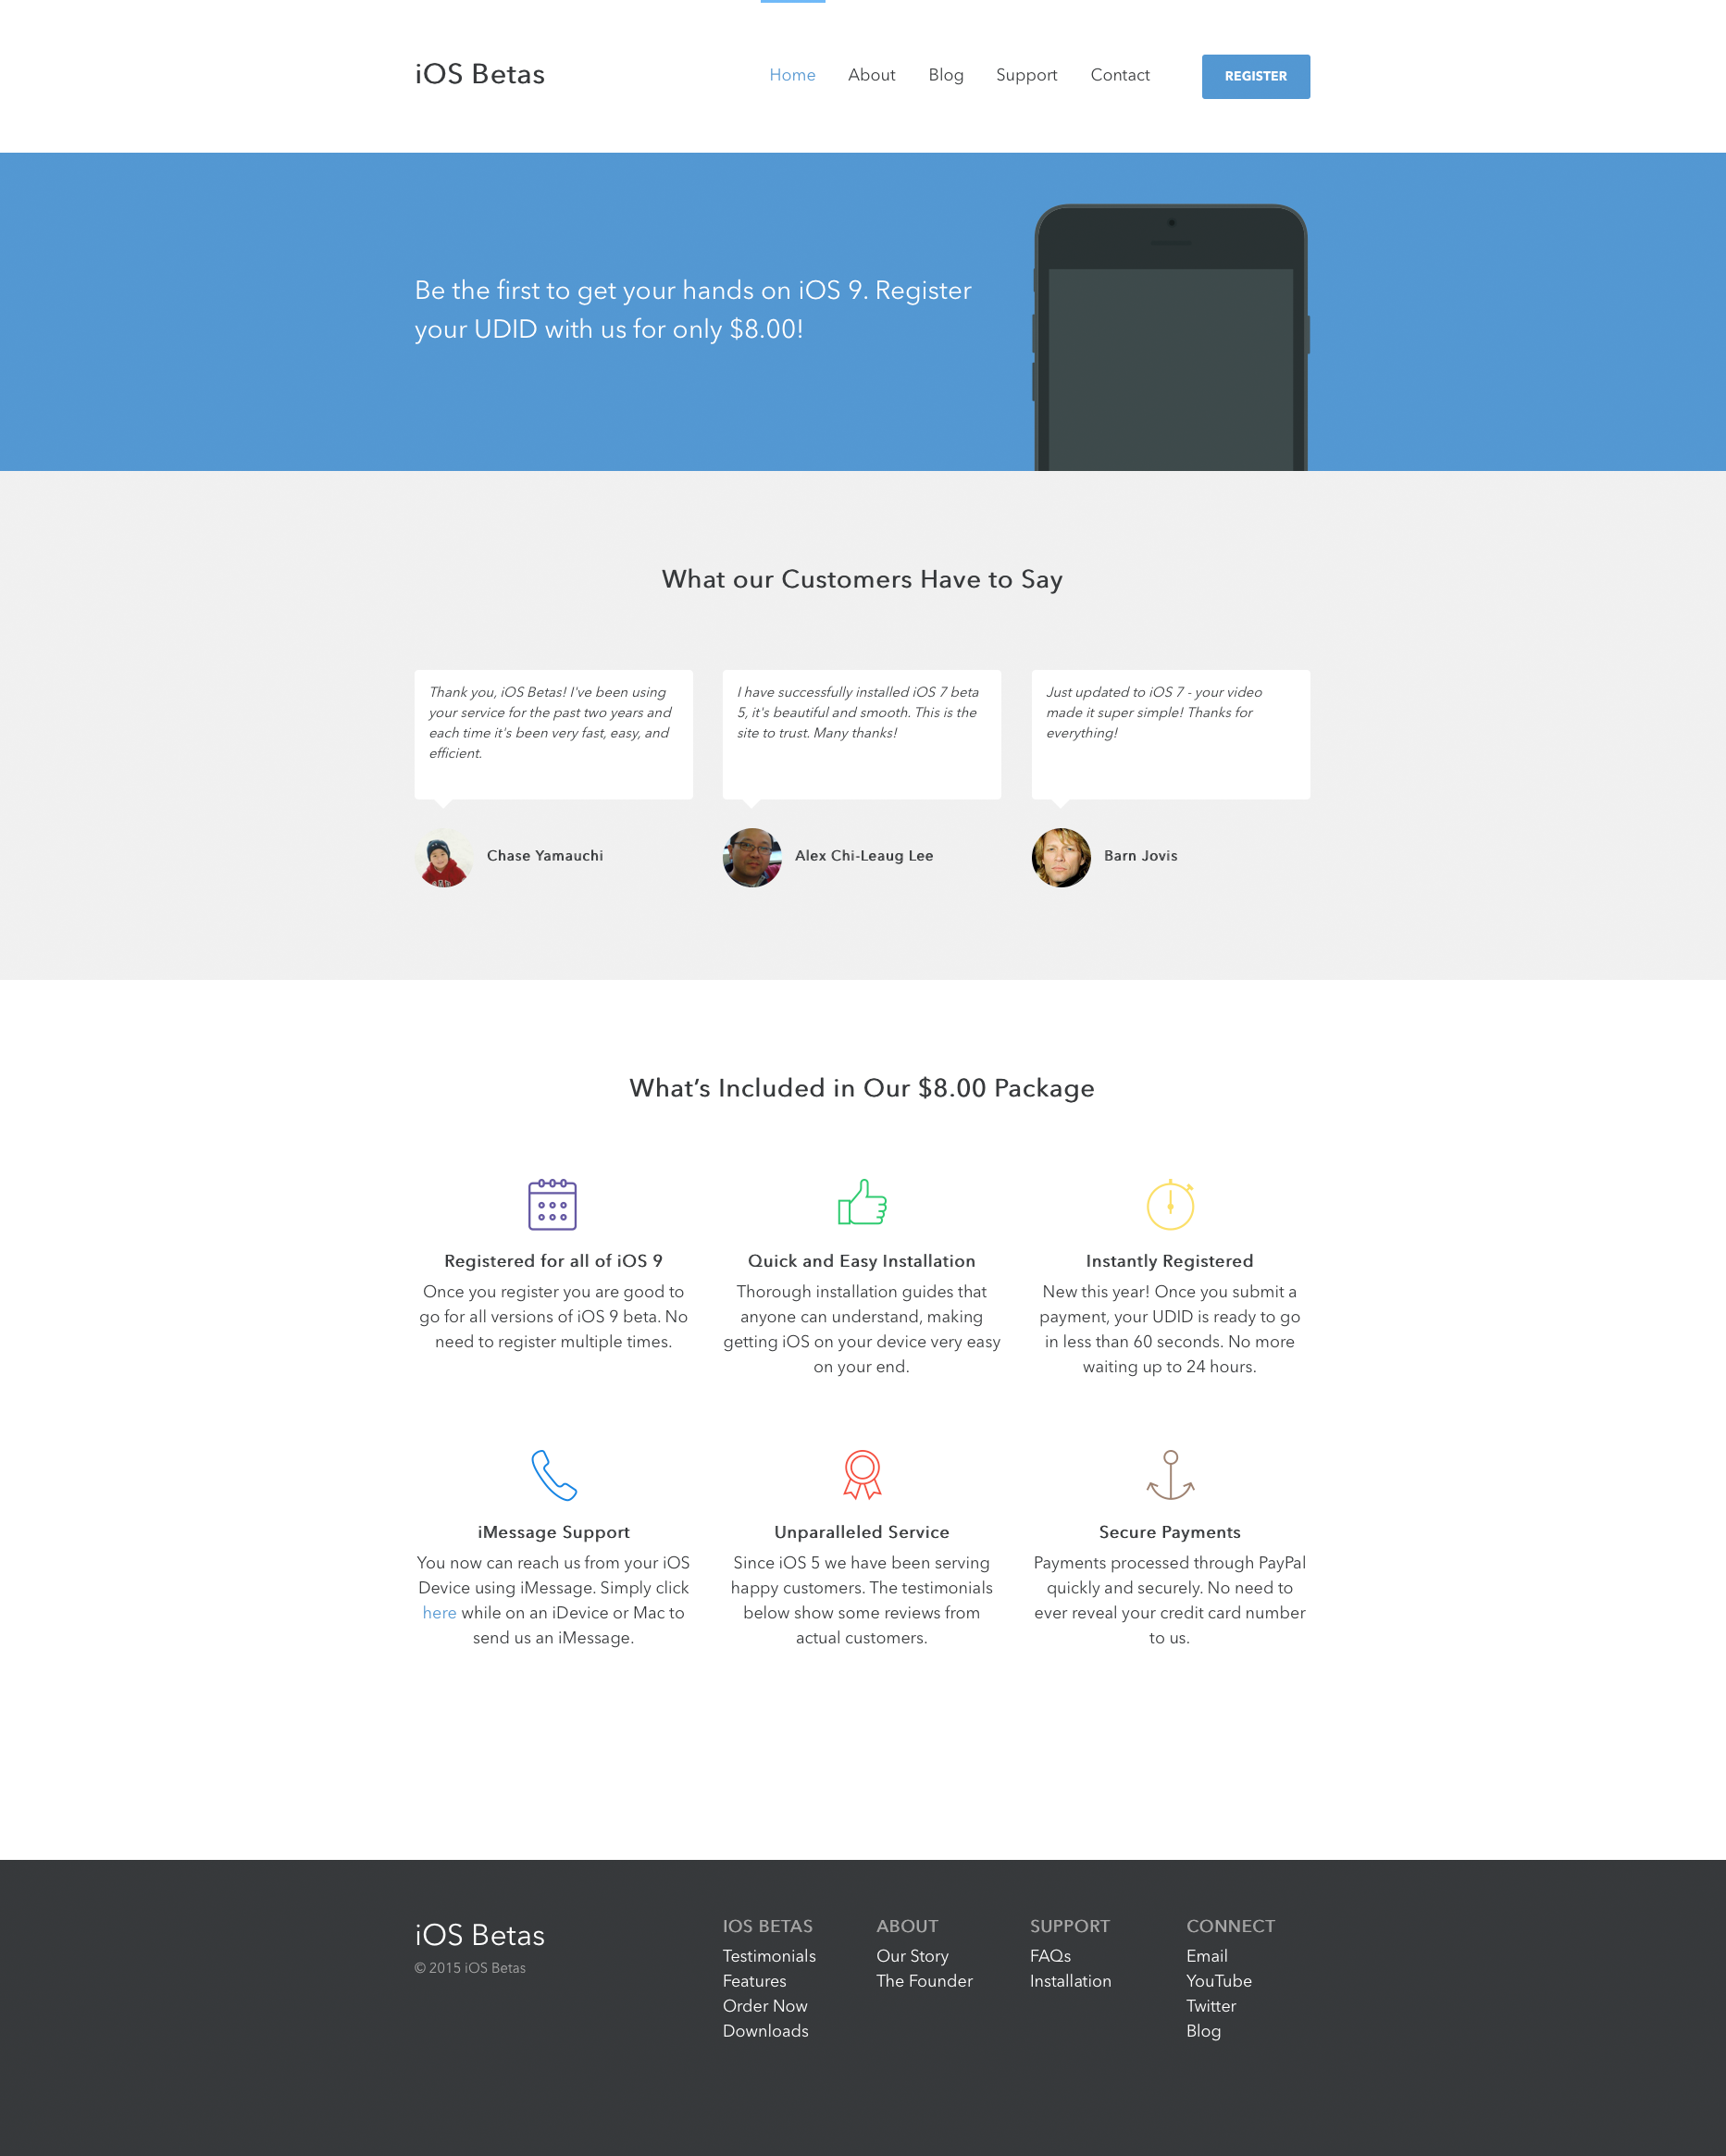 iOS Betas
Home
About
Blog
Support
Contact
REGISTER
Be the first to get your hands on iOS 9. Register
your UDID with us for only $8.00!
What our Customers Have to Say
Thank you, iOS Betas! I've been using
your service for the past two years and
each time it's been very fast, easy, and
efficient.
Chase Yamauchi
I have successfully installed iOS 7 beta
5, it's beautiful and smooth. This is the
site to trust. Many thanks!
Alex Chi-Leaug Lee
Just updated to iOS 7 - your video
made it super simple! Thanks for
everything!
Barn Jovis
What’s Included in Our $8.00 Package
Registered for all of iOS 9
Once you register you are good to
go for all versions of iOS 9 beta. No
need to register multiple times.
Quick and Easy Installation
Thorough installation guides that
anyone can understand, making
getting iOS on your device very easy
on your end.
Instantly Registered
New this year! Once you submit a
payment, your UDID is ready to go
in less than 60 seconds. No more
waiting up to 24 hours.
iMessage Support
You now can reach us from your iOS
Device using iMessage. Simply click
here while on an iDevice or Mac to
send us an iMessage.
Unparalleled Service
Since iOS 5 we have been serving
happy customers. The testimonials
below show some reviews from
actual customers.
Secure Payments
Payments processed through PayPal
quickly and securely. No need to
ever reveal your credit card number
to us.
iOS Betas
© 2015 iOS Betas
IOS BETAS
Testimonials
Features
Order Now
Downloads
ABOUT
Our Story
The Founder
SUPPORT
FAQs
Installation
CONNECT
Email
YouTube
Twitter
Blog